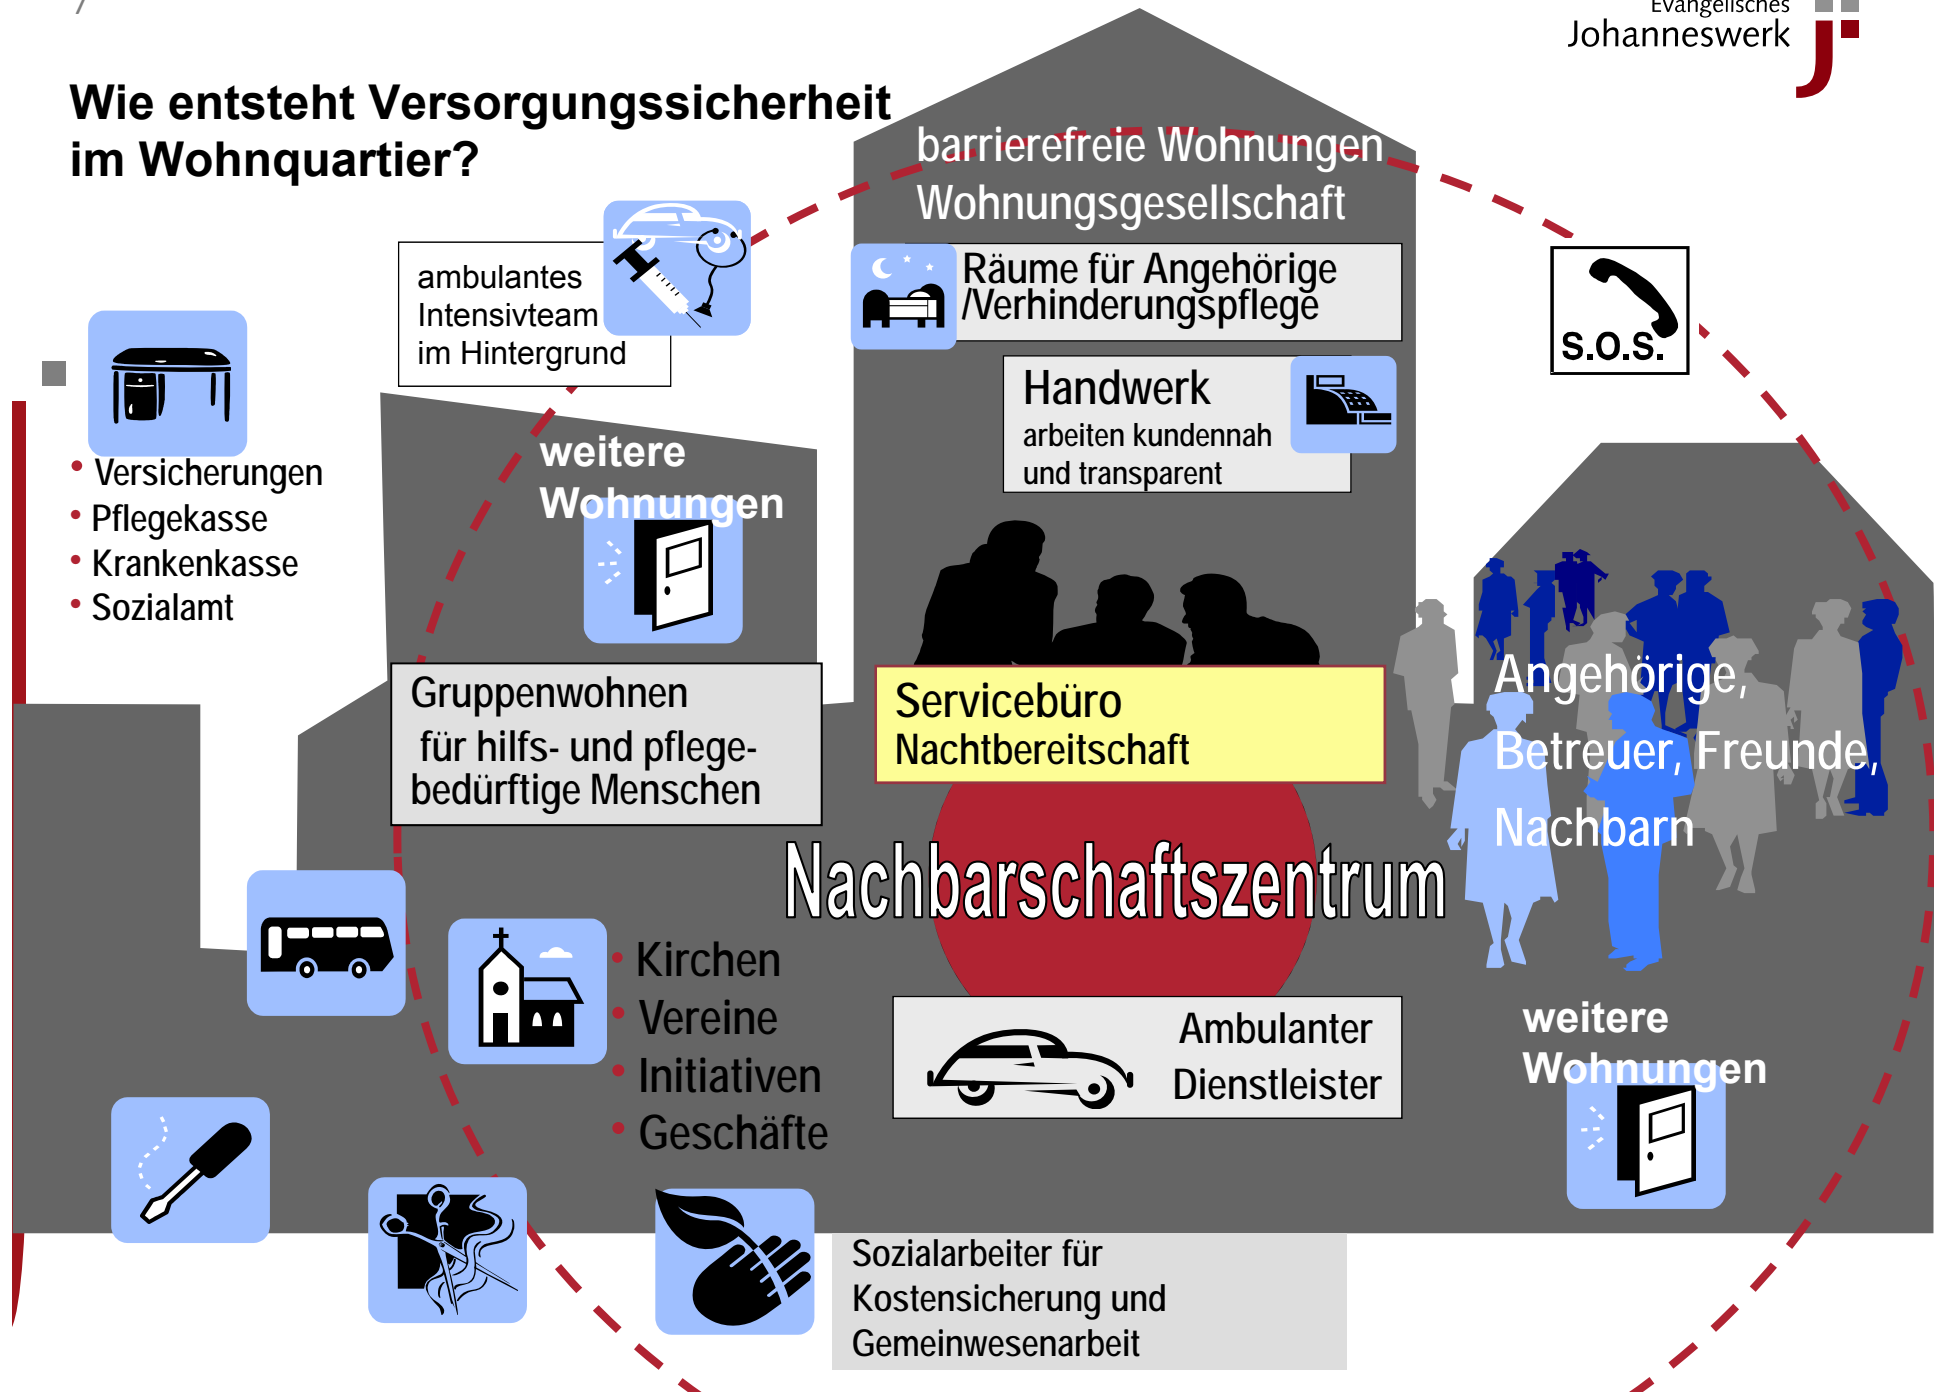 Evangelisches
Johanneswerk
Wie entsteht Versorgungssicherheit
im Wohnquartier?
barrierefreie Wohnungen
Wohnungsgesellschaft
ambulantes
Intensivteam
im Hintergrund
Räume für Angehörige
/Verhinderungspflege
S.O.S.
Handwerk
arbeiten kundennah
und transparent
• Versicherungen
• Pflegekasse
• Krankenkasse
• Sozialamt
weitere
Wohnungen
Gruppenwohnen
für hilfs- und pflege-
bedürftige Menschen
Servicebüro
Nachtbereitschaft
Angehörige,
Betreuer, Freunde,
Nachbarn
Nachbarschaftszentrum
• Kirchen
• Vereine
• Initiativen
• Geschäfte
Ambulanter
Dienstleister
weitere
Wohnungen
Sozialarbeiter für
Kostensicherung und
Gemeinwesenarbeit